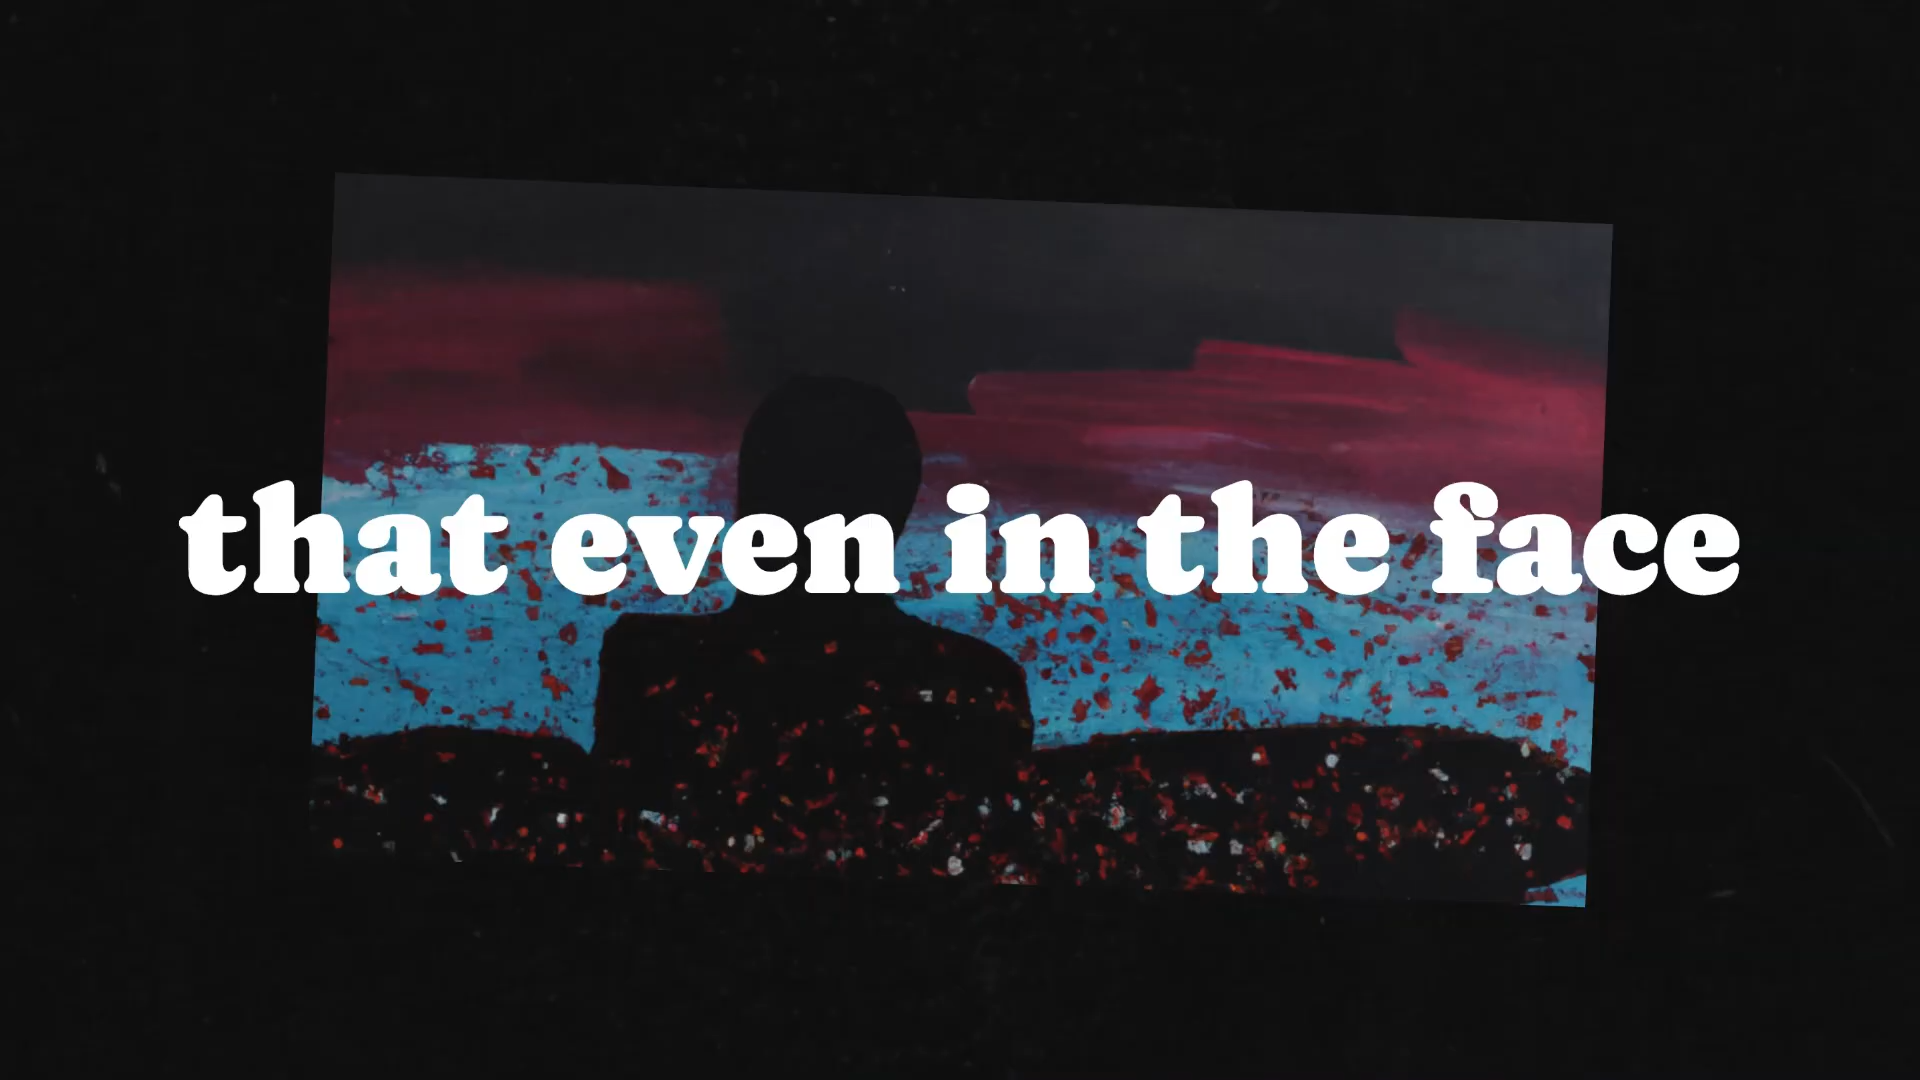 that even in the face